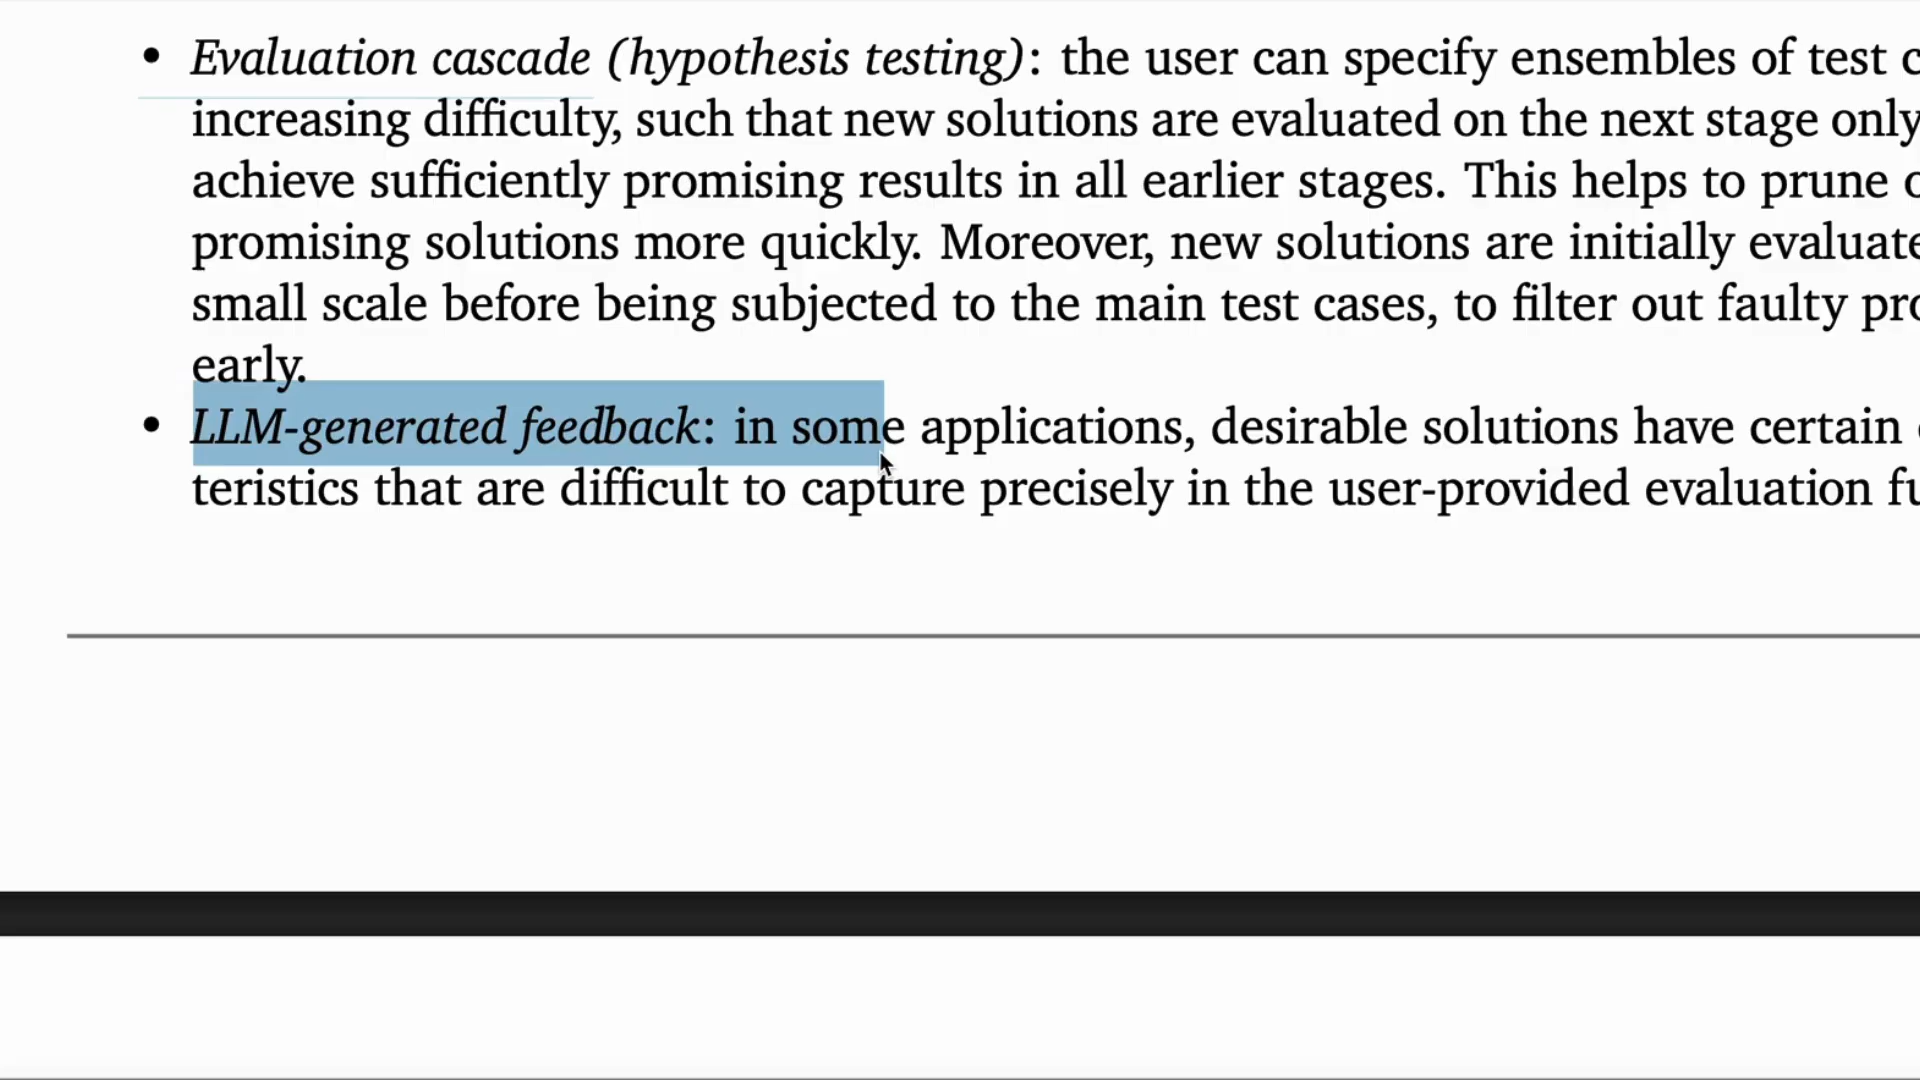 • Evaluation cascade (hypothesis testing): the user can specify ensembles of test
increasing difficulty, such that new solutions are evaluated on the next stage only
achieve sufficiently promising results in all earlier stages. This helps to prune
promising solutions more quickly. Moreover, new solutions are initially
small scale before being subjected to the main test cases, to filter out faulty
early.
• LLM-generated feedback: in some applications, desirable solutions have certain
teristics that are difficult to capture precisely in the user-provided evaluation